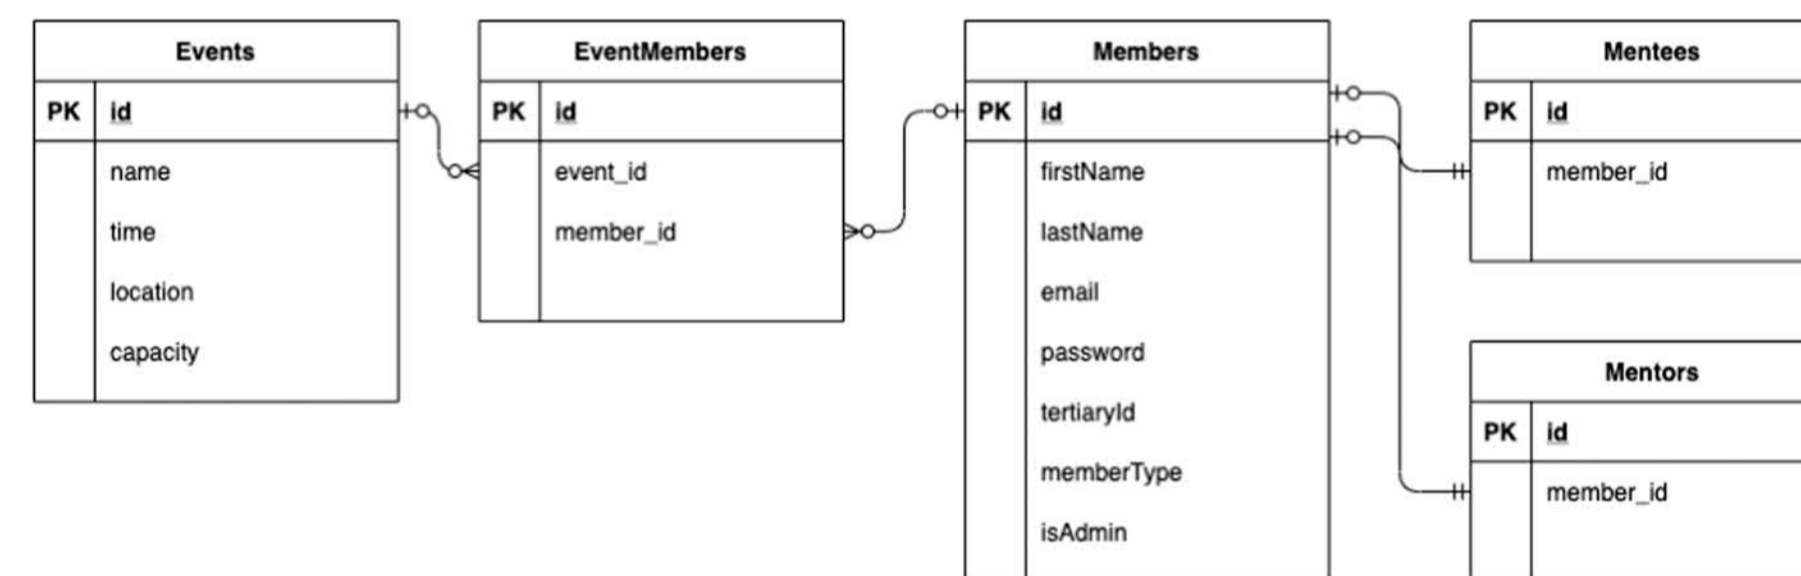 Events
PK id
name
time
location
capacity
EventMembers
PK id
event_id
member_id
Members
PK id
firstName
lastName
email
password
tertiaryId
memberType
isAdmin
Mentees
PK id
member_id
Mentors
PK id
member_id